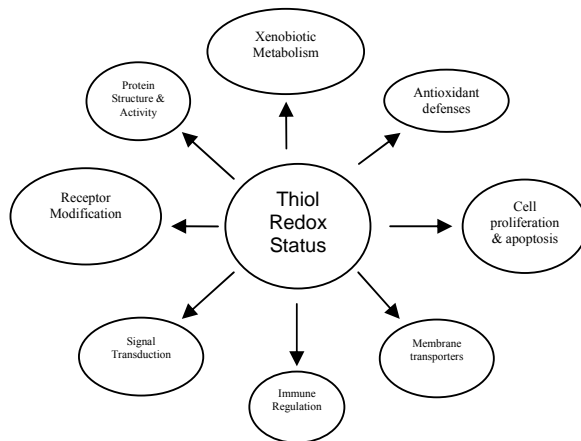 Xenobiotic
Metabolism
Protein
Structure &
Activity
Antioxidant
defenses
Receptor
Modification
Thiol
Redox
Status
Cell
proliferation
& apoptosis
Signal
Transduction
Membrane
transporters
Immune
Regulation